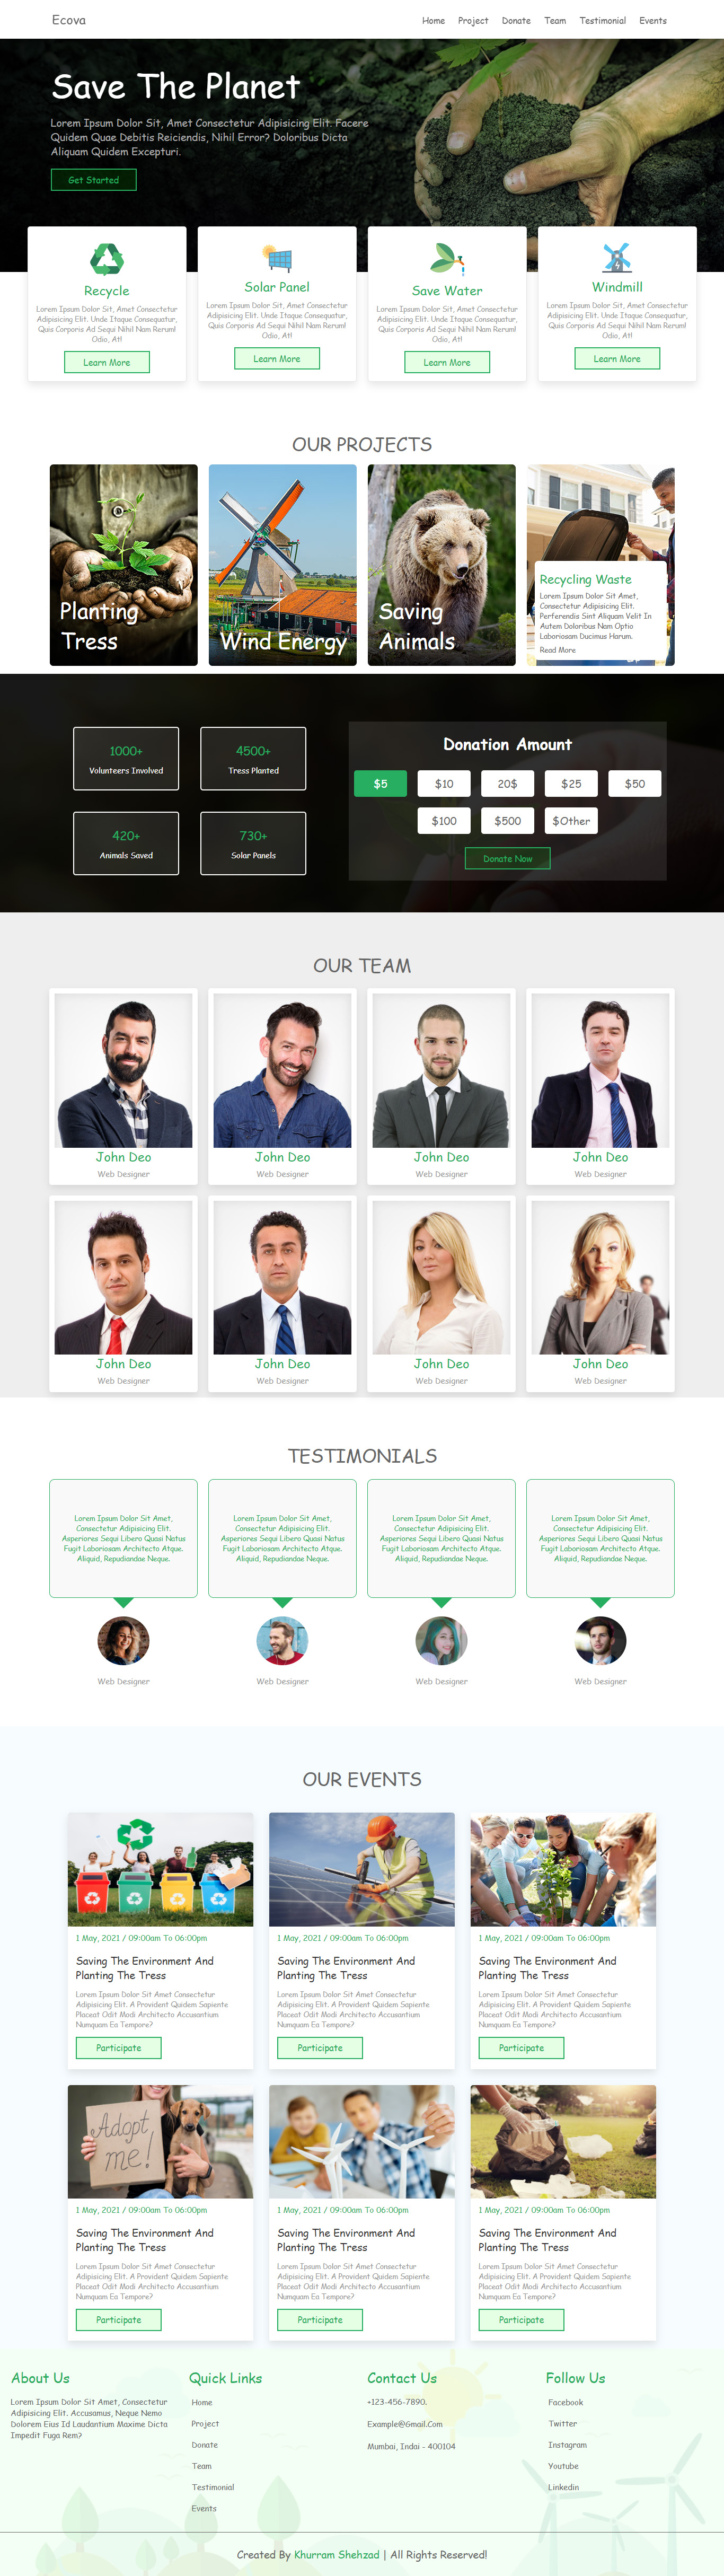 Ecova
Home Project Donate Team Testimonial Events
Save The Planet
Lorem Ipsum Dolor Sit, Amet Consectetur Adipisicing Elit. Facere
Quidem Quae Debitis Reiciendis, Nihil Error? Doloribus Dicta
Aliquam Quidem Excepturi.
Get Started
Recycle
Lorem Ipsum Dolor Sit, Amet Consectetur
Adipisicing Elit. Unde Itaque Consequatur,
Quis Corporis Ad Sequi Nihil Nam Rerum!
Odio, At!
Learn More
Solar Panel
Lorem Ipsum Dolor Sit, Amet Consectetur
Adipisicing Elit. Unde Itaque Consequatur,
Quis Corporis Ad Sequi Nihil Nam Rerum!
Odio, At!
Learn More
Save Water
Lorem Ipsum Dolor Sit, Amet Consectetur
Adipisicing Elit. Unde Itaque Consequatur,
Quis Corporis Ad Sequi Nihil Nam Rerum!
Odio, At!
Learn More
Windmill
Lorem Ipsum Dolor Sit, Amet Consectetur
Adipisicing Elit. Unde Itaque Consequatur,
Quis Corporis Ad Sequi Nihil Nam Rerum!
Odio, At!
Learn More
OUR PROJECTS
Planting
Tress
Wind Energy
Saving
Animals
Recycling Waste
Lorem Ipsum Dolor Sit Amet,
Consectetur Adipisicing Elit.
Perferendis Sint Aliquam Velit In
Autem Doloribus Nam Optio
Laboriosam Ducimus Harum.
Read More
1000+
Volunteers Involved
4500+
Tress Planted
420+
Animals Saved
730+
Solar Panels
Donation Amount
$5 $10 20$ $25 $50
$100 $500 $Other
Donate Now
OUR TEAM
John Deo
Web Designer
John Deo
Web Designer
John Deo
Web Designer
John Deo
Web Designer
John Deo
Web Designer
John Deo
Web Designer
John Deo
Web Designer
John Deo
Web Designer
TESTIMONIALS
Lorem Ipsum Dolor Sit Amet,
Consectetur Adipisicing Elit.
Asperiores Sequi Libero Quasi Natus
Fugit Laboriosam Architecto Atque.
Aliquid, Repudiandae Neque.
Web Designer
Lorem Ipsum Dolor Sit Amet,
Consectetur Adipisicing Elit.
Asperiores Sequi Libero Quasi Natus
Fugit Laboriosam Architecto Atque.
Aliquid, Repudiandae Neque.
Web Designer
Lorem Ipsum Dolor Sit Amet,
Consectetur Adipisicing Elit.
Asperiores Sequi Libero Quasi Natus
Fugit Laboriosam Architecto Atque.
Aliquid, Repudiandae Neque.
Web Designer
Lorem Ipsum Dolor Sit Amet,
Consectetur Adipisicing Elit.
Asperiores Sequi Libero Quasi Natus
Fugit Laboriosam Architecto Atque.
Aliquid, Repudiandae Neque.
Web Designer
OUR EVENTS
1 May, 2021 / 09:00am To 06:00pm
Saving The Environment And
Planting The Tress
Lorem Ipsum Dolor Sit Amet Consectetur
Adipisicing Elit. A Provident Quidem Sapiente
Placeat Odit Modi Architecto Accusantium
Numquam Ea Tempore?
Participate
1 May, 2021 / 09:00am To 06:00pm
Saving The Environment And
Planting The Tress
Lorem Ipsum Dolor Sit Amet Consectetur
Adipisicing Elit. A Provident Quidem Sapiente
Placeat Odit Modi Architecto Accusantium
Numquam Ea Tempore?
Participate
1 May, 2021 / 09:00am To 06:00pm
Saving The Environment And
Planting The Tress
Lorem Ipsum Dolor Sit Amet Consectetur
Adipisicing Elit. A Provident Quidem Sapiente
Placeat Odit Modi Architecto Accusantium
Numquam Ea Tempore?
Participate
Adopt
me!
1 May, 2021 / 09:00am To 06:00pm
Saving The Environment And
Planting The Tress
Lorem Ipsum Dolor Sit Amet Consectetur
Adipisicing Elit. A Provident Quidem Sapiente
Placeat Odit Modi Architecto Accusantium
Numquam Ea Tempore?
Participate
1 May, 2021 / 09:00am To 06:00pm
Saving The Environment And
Planting The Tress
Lorem Ipsum Dolor Sit Amet Consectetur
Adipisicing Elit. A Provident Quidem Sapiente
Placeat Odit Modi Architecto Accusantium
Numquam Ea Tempore?
Participate
1 May, 2021 / 09:00am To 06:00pm
Saving The Environment And
Planting The Tress
Lorem Ipsum Dolor Sit Amet Consectetur
Adipisicing Elit. A Provident Quidem Sapiente
Placeat Odit Modi Architecto Accusantium
Numquam Ea Tempore?
Participate
About Us
Lorem Ipsum Dolor Sit Amet, Consectetur
Adipisicing Elit. Accusamus, Neque Nemo
Dolorem Eius Id Laudantium Maxime Dicta
Impedit Fuga Rem?
Quick Links
Home
Project
Donate
Team
Testimonial
Events
Contact Us
+123-456-7890.
Example@Gmail.Com
Mumbai, Indai - 400104
Follow Us
Facebook
Twitter
Instagram
Youtube
Linkedin
Created By Khurram Shehzad | All Rights Reserved!